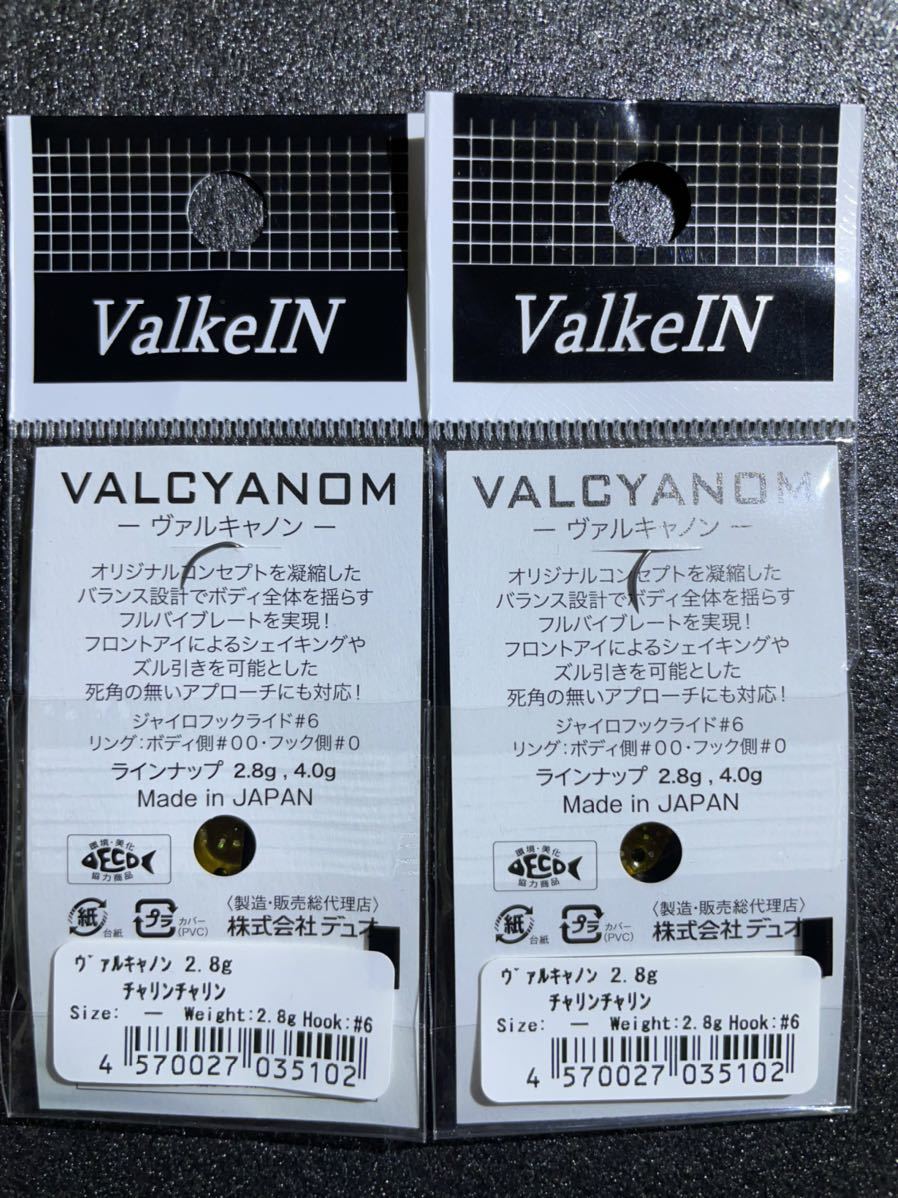 ValkeIN
VALCYANOM
― ヴァルキャノン ―
オリジナルコンセプトを凝縮した
バランス設計でボディ全体を揺らす
フルバイブレートを実現!
フロントアイによるシェイキングや
ズル引きを可能とした
死角の無いアプローチにも対応!
ジャイロフックライド#6
リング:ボディ側#00・フック側#0
ラインナップ 2.8g , 4.0g
Made in JAPAN
環境・美化
ECO
協力商品
紙
台紙
プラ
カバー
(PVC)
〈製造・販売総代理店〉
株式会社デュオ
ヴァルキャノン 2.8g
チャリンチャリン
Size: ― Weight:2.8g Hook:#6
4 570027 035102
ValkeIN
VALCYANOM
― ヴァルキャノン ―
オリジナルコンセプトを凝縮した
バランス設計でボディ全体を揺らす
フルバイブレートを実現!
フロントアイによるシェイキングや
ズル引きを可能とした
死角の無いアプローチにも対応!
ジャイロフックライド#6
リング:ボディ側#00・フック側#0
ラインナップ 2.8g , 4.0g
Made in JAPAN
環境・美化
ECO
協力商品
紙
台紙
プラ
カバー
(PVC)
〈製造・販売総代理店〉
株式会社デュオ
ヴァルキャノン 2.8g
チャリンチャリン
Size: ― Weight:2.8g Hook:#6
4 570027 035102